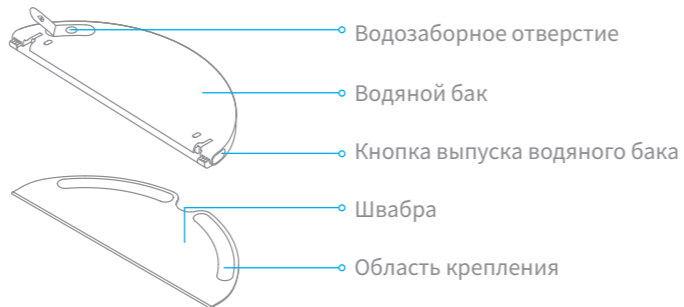 Водозаборное отверстие
Водяной бак
Кнопка выпуска водяного бака
Швабра
Область крепления